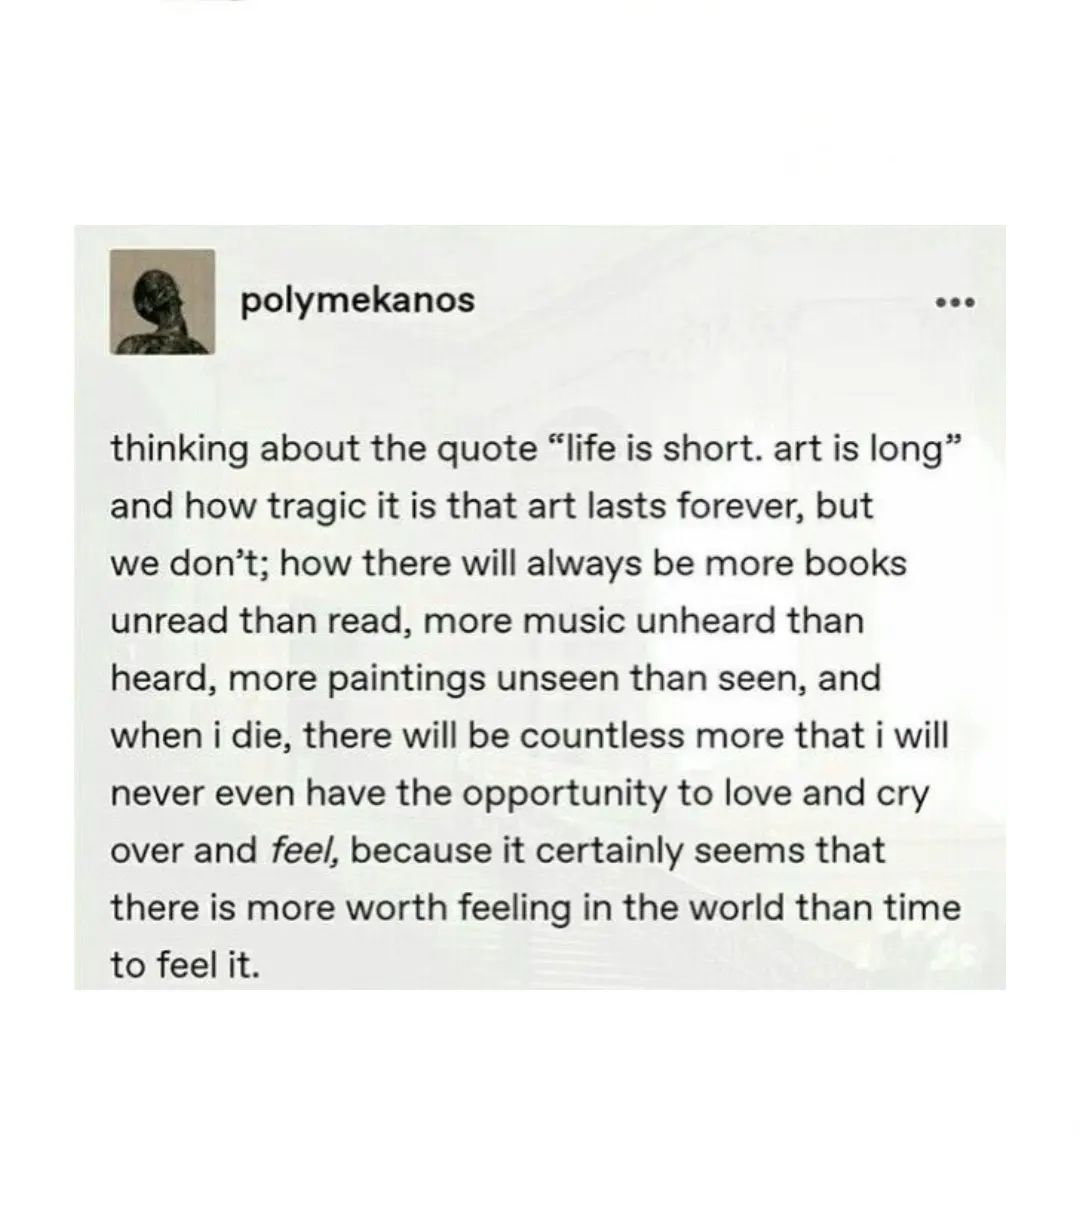 polymekanos
thinking about the quote “life is short. art is long”
and how tragic it is that art lasts forever, but
we don’t; how there will always be more books
unread than read, more music unheard than
heard, more paintings unseen than seen, and
when i die, there will be countless more that i will
never even have the opportunity to love and cry
over and feel, because it certainly seems that
there is more worth feeling in the world than time
to feel it.